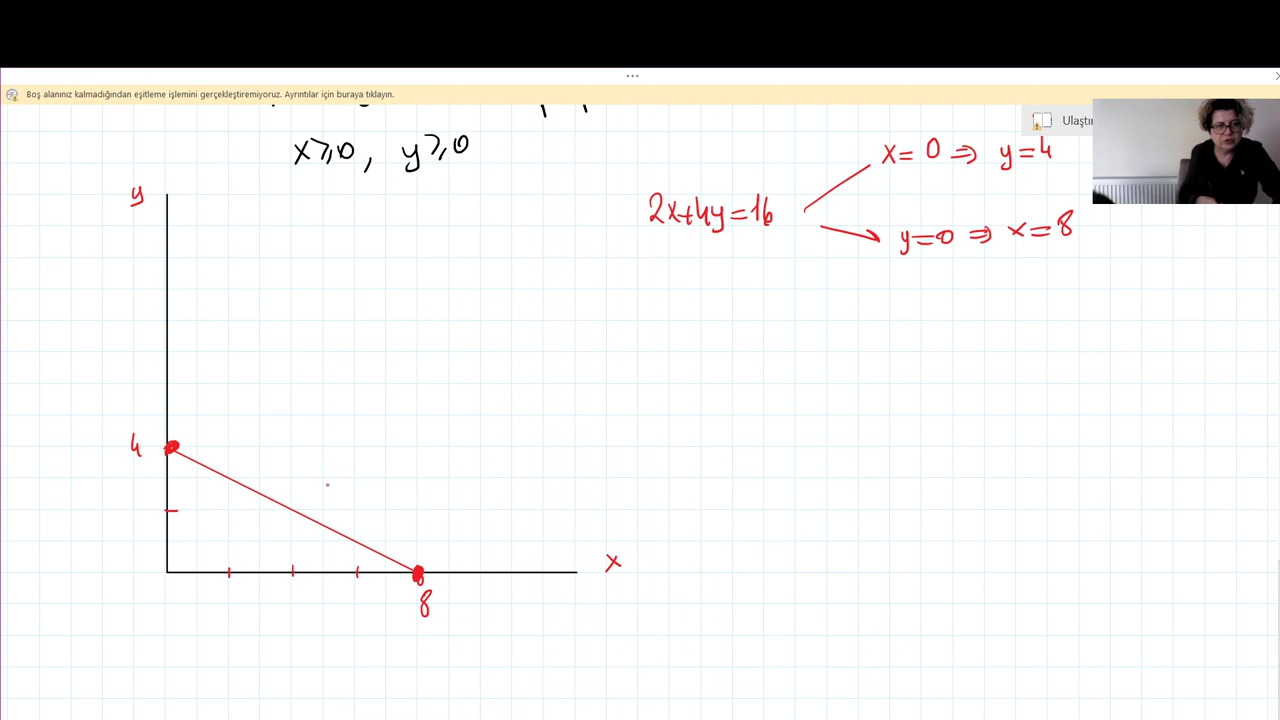 Boş alanınız kalmadığından eşitleme işlemini gerçekleştiremiyoruz. Ayrıntılar için buraya tıklayın.
Ulaştır
x≥0, y≥0
x=0 ⇒ y=4
2x+4y=16
y=0 ⇒ x=8
y
4
x
8